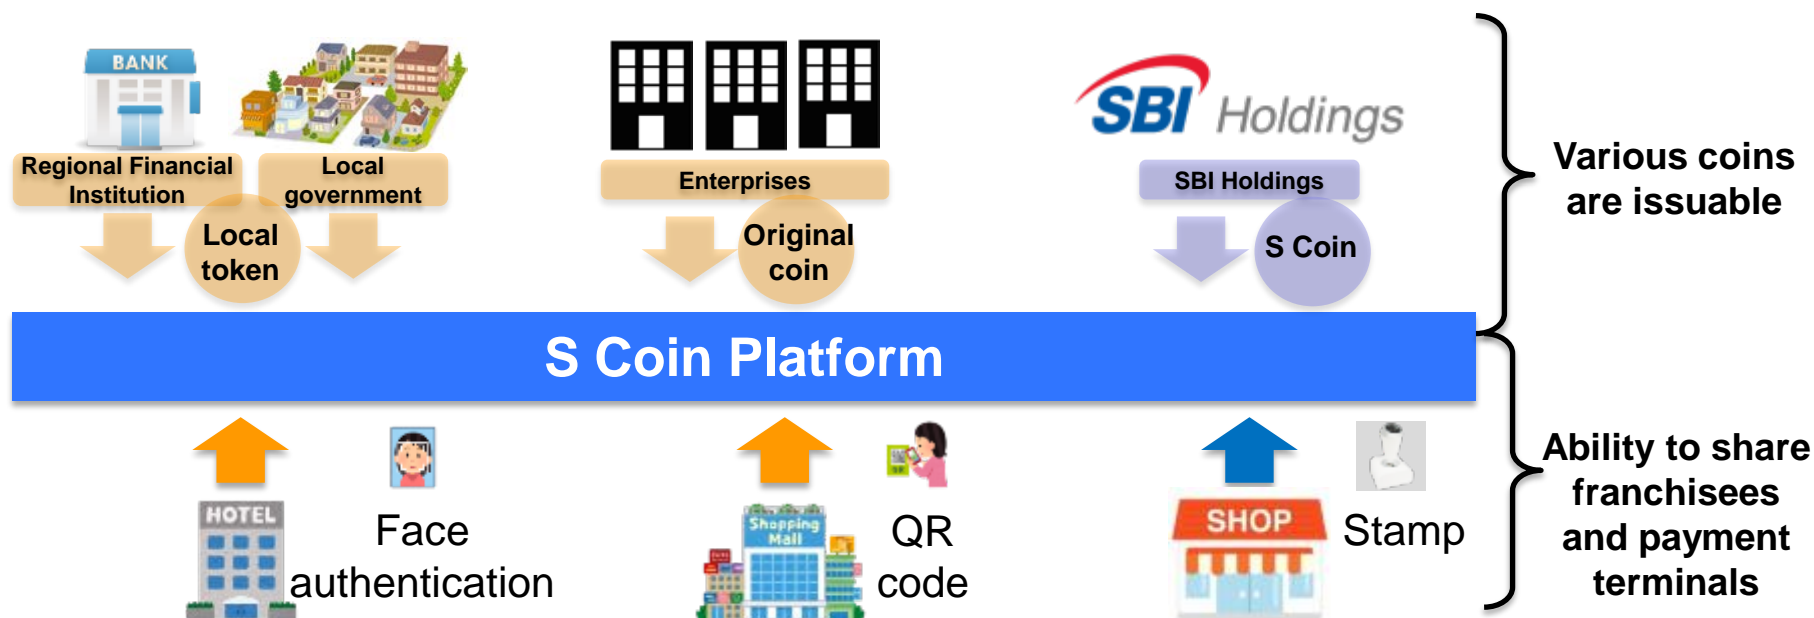 BANK
SBI Holdings
Regional Financial
Institution
Local
government
Enterprises
SBI Holdings
Various coins
are issuable
Local
token
Original
coin
S Coin
S Coin Platform
HOTEL
Face
authentication
Shopping
Mall
QR
code
SHOP
Stamp
Ability to share
franchisees
and payment
terminals